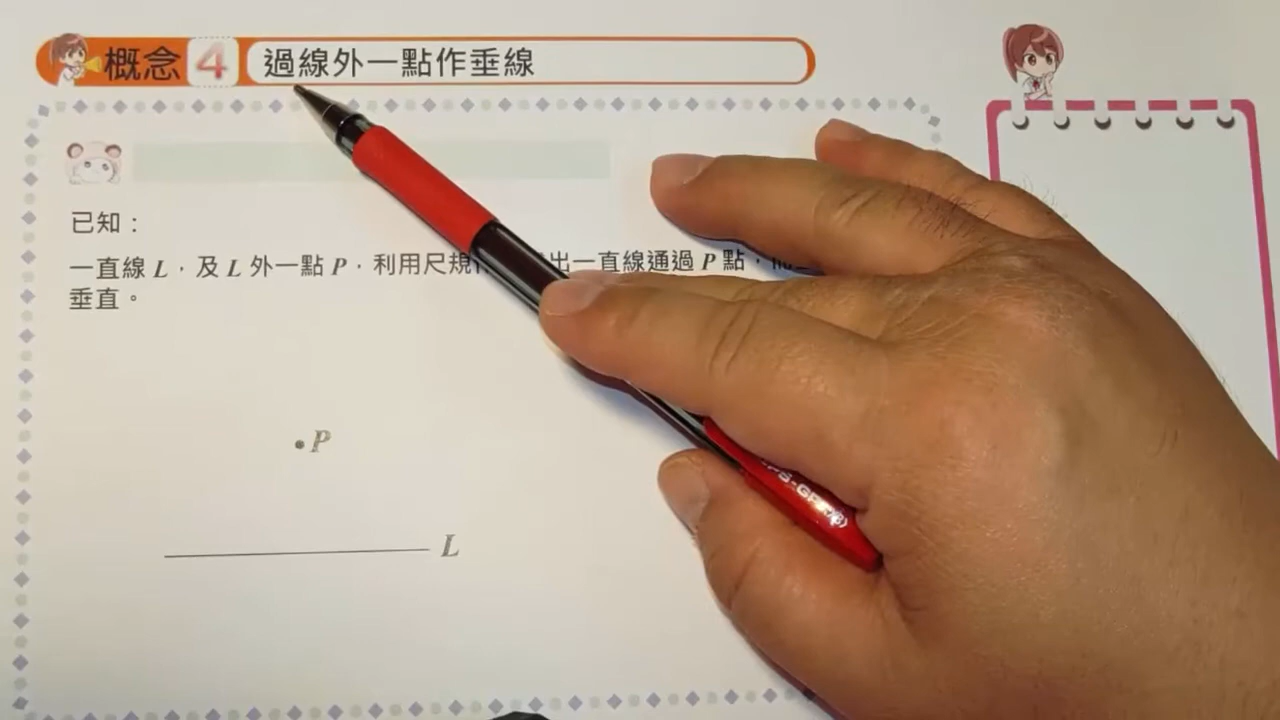 概念 4 過線外一點作垂線
已知：
一直線 L，及 L 外一點 P，利用尺規 出一直線通過 P 點，
垂直。
P
L